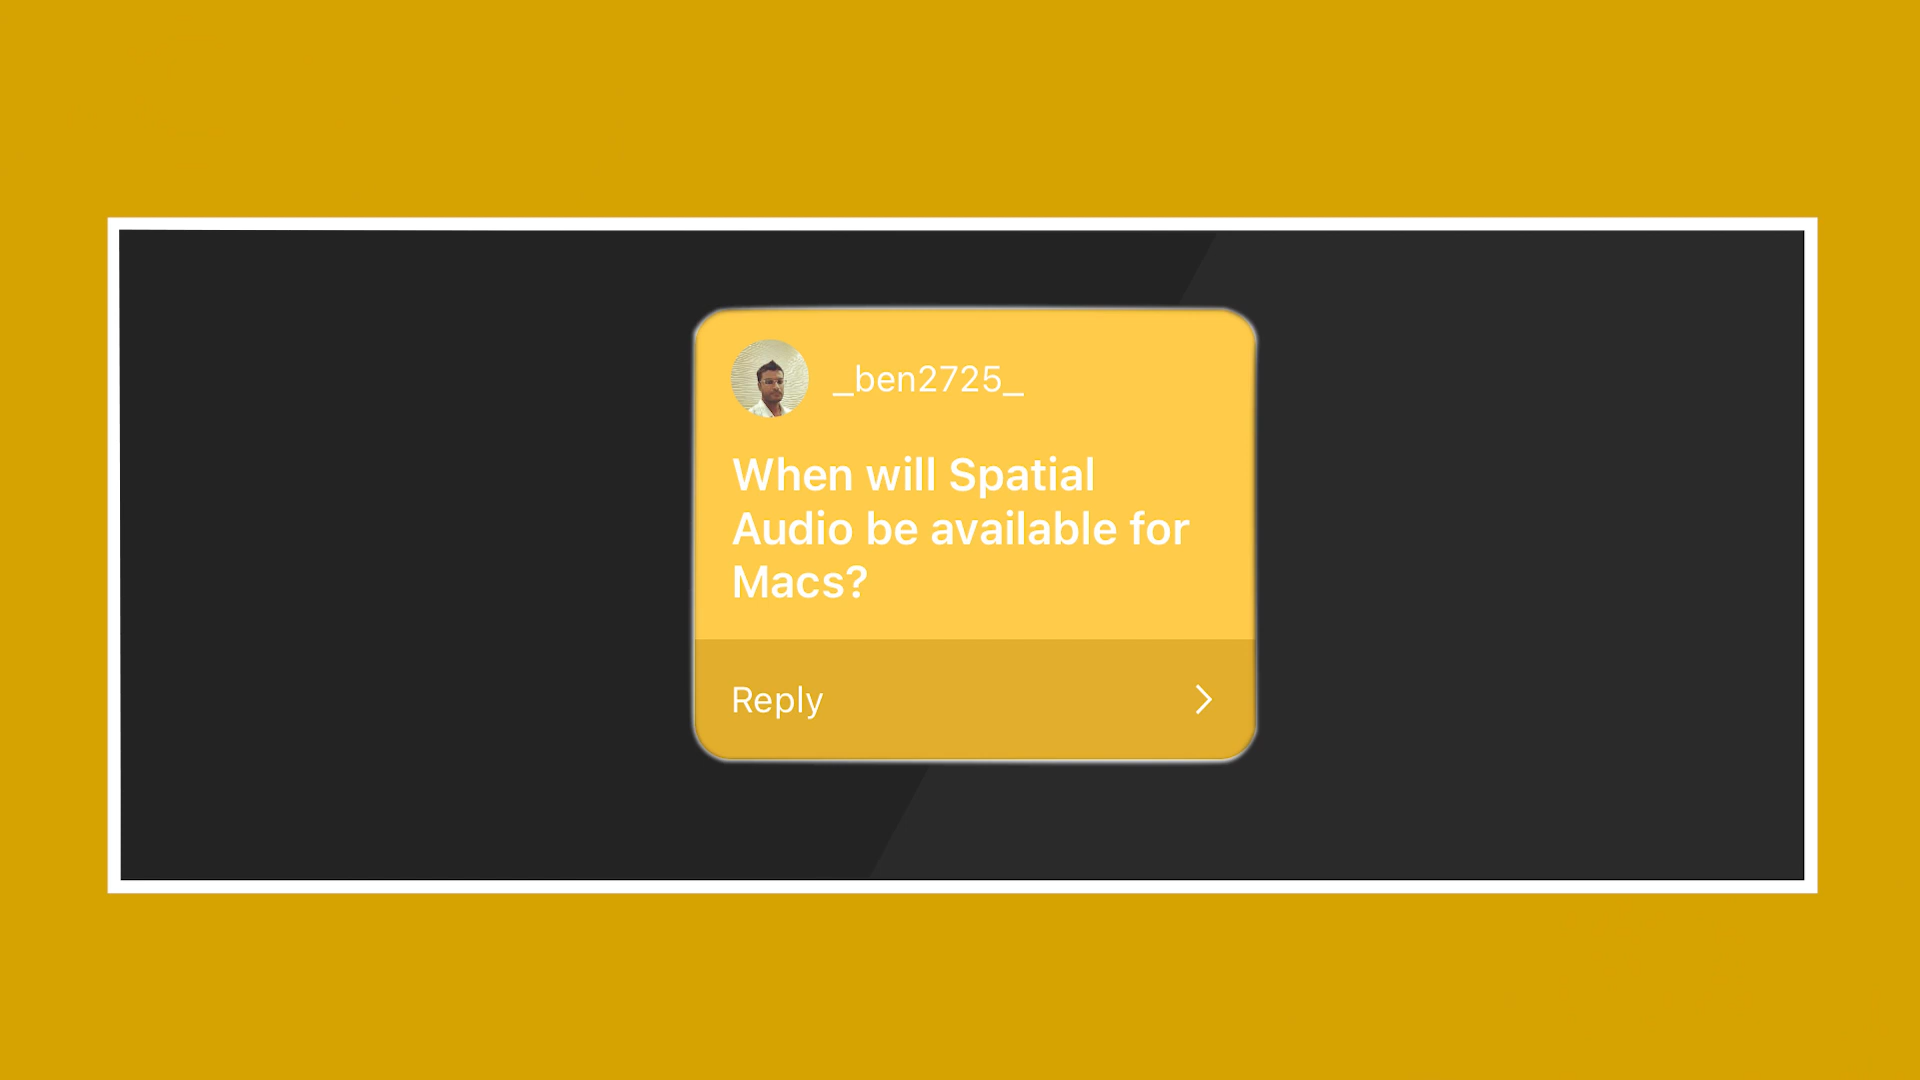 _ben2725_
When will Spatial
Audio be available for
Macs?
Reply